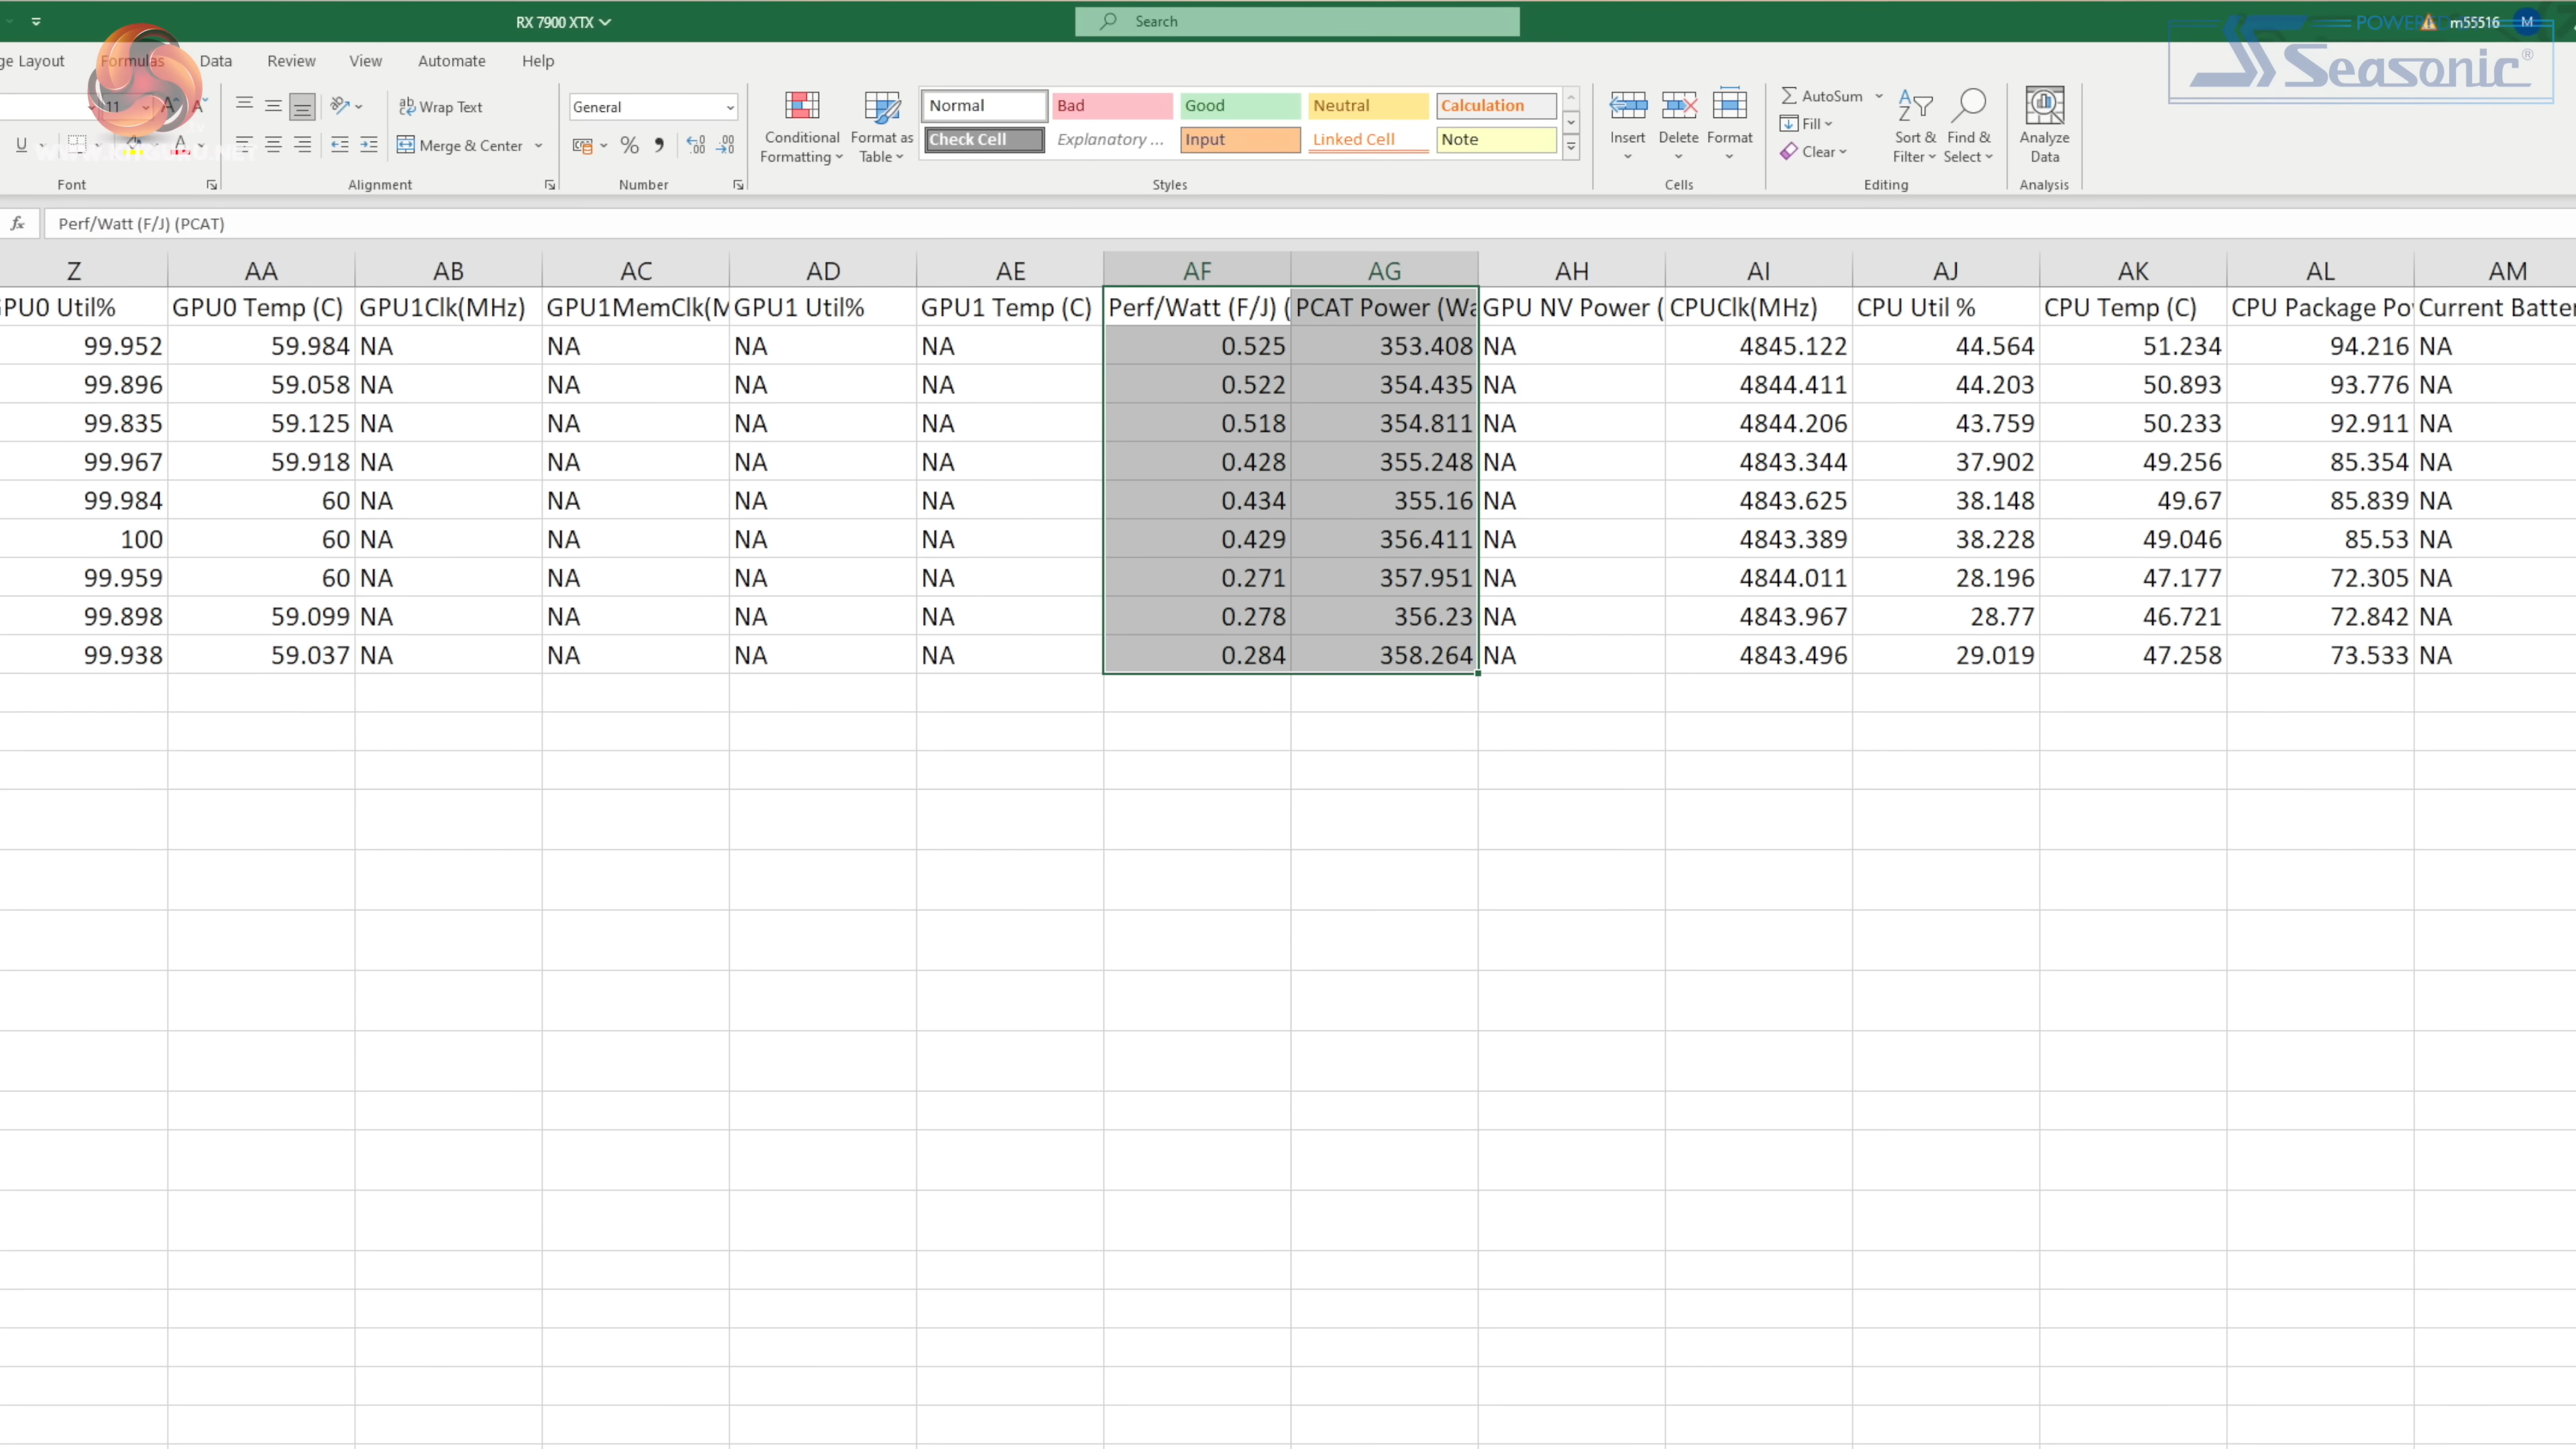 RX 7900 XTX
Search
POWERED
m55516
M
ge Layout
Formulas
Data
Review
View
Automate
Help
Seasonic®
11
Wrap Text
General
Merge & Center
Conditional Formatting
Format as Table
Normal
Bad
Good
Neutral
Calculation
Check Cell
Explanatory ...
Input
Linked Cell
Note
Insert
Delete
Format
AutoSum
Fill
Clear
Sort & Filter
Find & Select
Analyze Data
Font
Alignment
Number
Styles
Cells
Editing
Analysis
fx Perf/Watt (F/J) (PCAT)
Z AA AB AC AD AE AF AG AH AI AJ AK AL AM
PU0 Util% GPU0 Temp (C) GPU1Clk(MHz) GPU1MemClk(M GPU1 Util% GPU1 Temp (C) Perf/Watt (F/J) ( PCAT Power (Wa GPU NV Power ( CPUClk(MHz) CPU Util % CPU Temp (C) CPU Package Po Current Batte
99.952 59.984 NA NA NA NA 0.525 353.408 NA 4845.122 44.564 51.234 94.216 NA
99.896 59.058 NA NA NA NA 0.522 354.435 NA 4844.411 44.203 50.893 93.776 NA
99.835 59.125 NA NA NA NA 0.518 354.811 NA 4844.206 43.759 50.233 92.911 NA
99.967 59.918 NA NA NA NA 0.428 355.248 NA 4843.344 37.902 49.256 85.354 NA
99.984 60 NA NA NA NA 0.434 355.16 NA 4843.625 38.148 49.67 85.839 NA
100 60 NA NA NA NA 0.429 356.411 NA 4843.389 38.228 49.046 85.53 NA
99.959 60 NA NA NA NA 0.271 357.951 NA 4844.011 28.196 47.177 72.305 NA
99.898 59.099 NA NA NA NA 0.278 356.23 NA 4843.967 28.77 46.721 72.842 NA
99.938 59.037 NA NA NA NA 0.284 358.264 NA 4843.496 29.019 47.258 73.533 NA